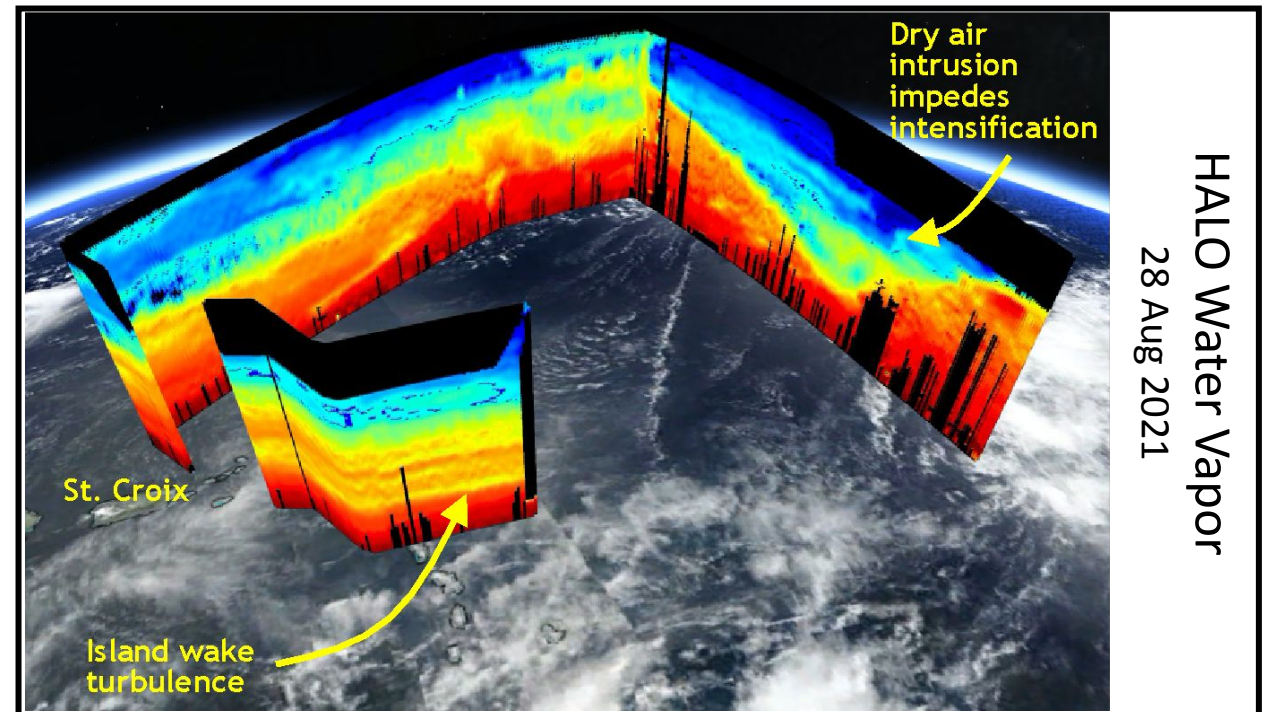 Dry air
intrusion
impedes
intensification
St. Croix
Island wake
turbulence
HALO Water Vapor
28 Aug 2021